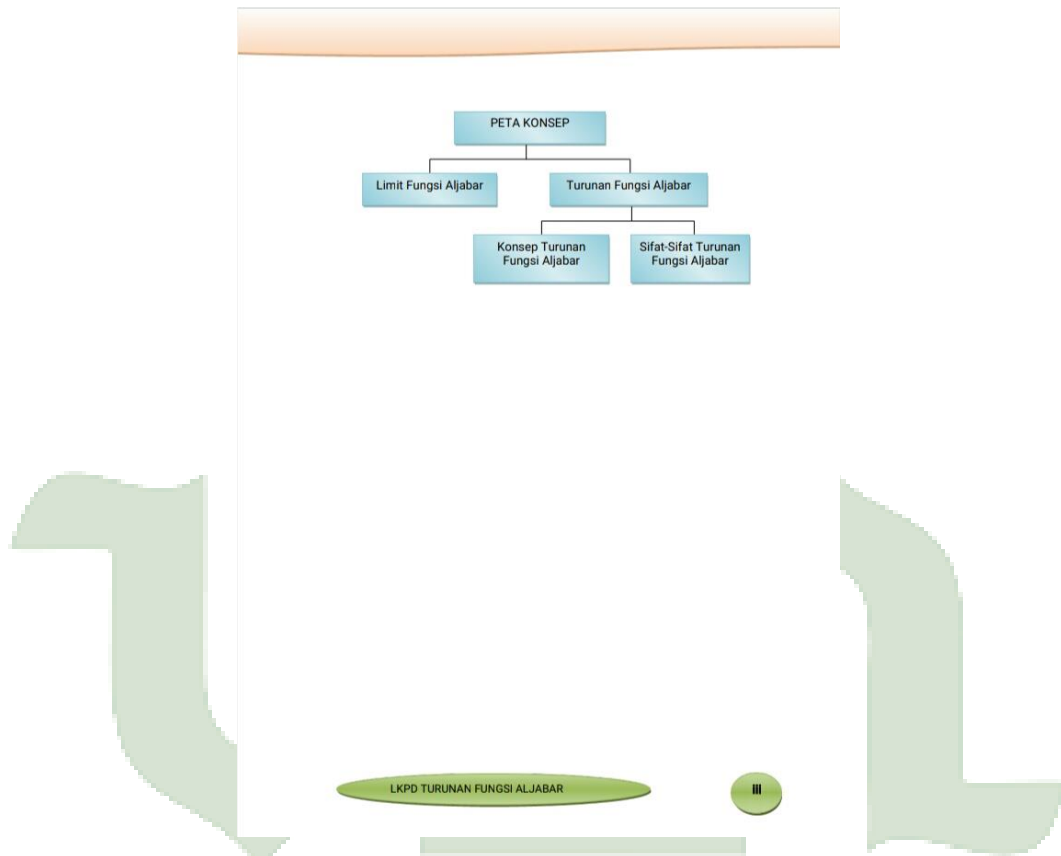 PETA KONSEP
Limit Fungsi Aljabar
Turunan Fungsi Aljabar
Konsep Turunan
Fungsi Aljabar
Sifat-Sifat Turunan
Fungsi Aljabar
LKPD TURUNAN FUNGSI ALJABAR
iii